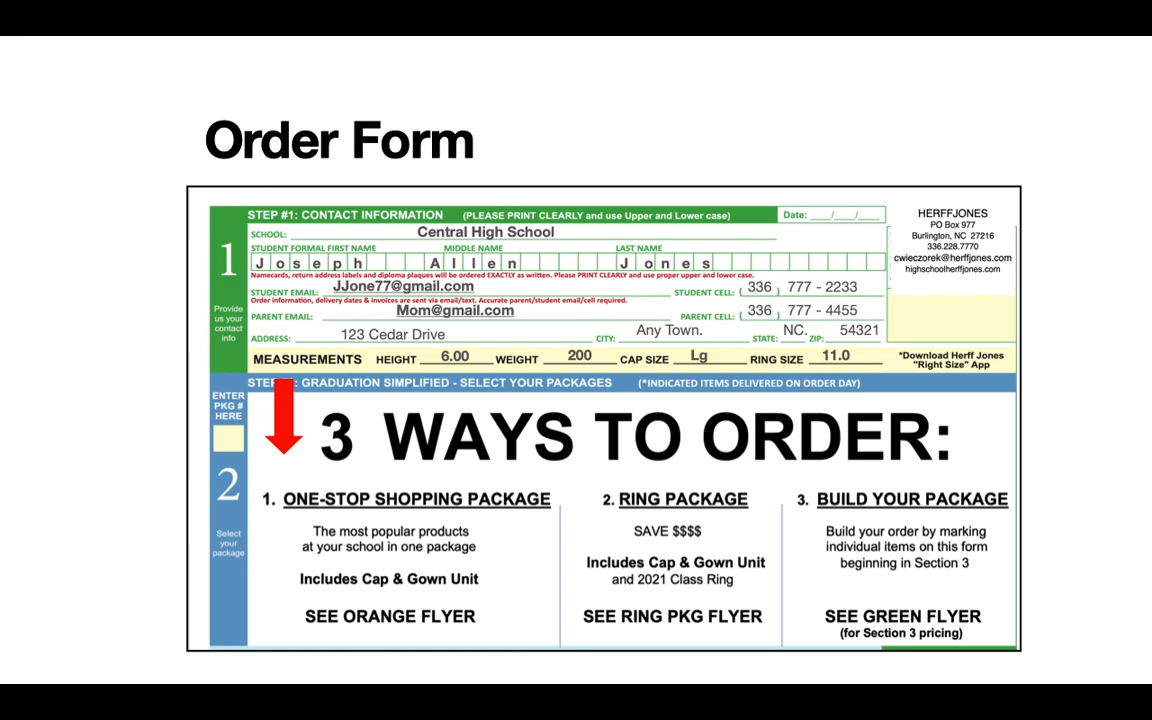 Order Form
STEP #1: CONTACT INFORMATION (PLEASE PRINT CLEARLY and use Upper and Lower case) Date: ___/___/___
HERFFJONES
PO Box 977
Burlington, NC 27216
336.228.7770
cwieczorek@herffjones.com
highschoolherffjones.com
1
Provide
us your
contact
info
SCHOOL: Central High School
STUDENT FORMAL FIRST NAME MIDDLE NAME LAST NAME
Joseph Allen Jones
Namecards, return address labels and diploma plaques will be ordered EXACTLY as written. Please PRINT CLEARLY and use proper upper and lower case.
STUDENT EMAIL: JJone77@gmail.com STUDENT CELL: ( 336 ) 777 - 2233
Order information, delivery dates & invoices are sent via email/text. Accurate parent/student email/cell required.
PARENT EMAIL: Mom@gmail.com PARENT CELL: ( 336 ) 777 - 4455
ADDRESS: 123 Cedar Drive CITY: Any Town. STATE: NC. ZIP: 54321
MEASUREMENTS HEIGHT 6.00 WEIGHT 200 CAP SIZE Lg RING SIZE 11.0
*Download Herff Jones
"Right Size" App
GRADUATION SIMPLIFIED - SELECT YOUR PACKAGES (*INDICATED ITEMS DELIVERED ON ORDER DAY)
ENTER
PKG #
HERE
2
Select
your
package
3 WAYS TO ORDER:
1. ONE-STOP SHOPPING PACKAGE
The most popular products
at your school in one package
Includes Cap & Gown Unit
SEE ORANGE FLYER
2. RING PACKAGE
SAVE $$$$
Includes Cap & Gown Unit
and 2021 Class Ring
SEE RING PKG FLYER
3. BUILD YOUR PACKAGE
Build your order by marking
individual items on this form
beginning in Section 3
SEE GREEN FLYER
(for Section 3 pricing)